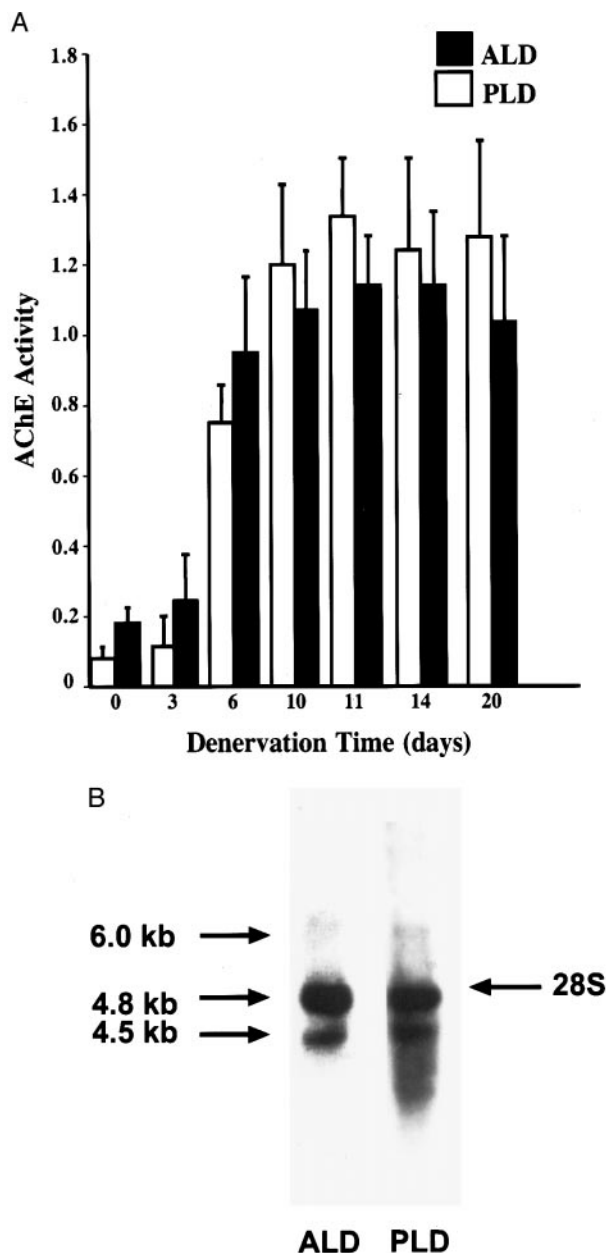 A
ALD
PLD
1.8
1.6
1.4
1.2
1.0
0.8
0.6
0.4
0.2
0
AChE Activity
0 3 6 10 11 14 20
Denervation Time (days)
B
6.0 kb
4.8 kb
4.5 kb
28S
ALD PLD